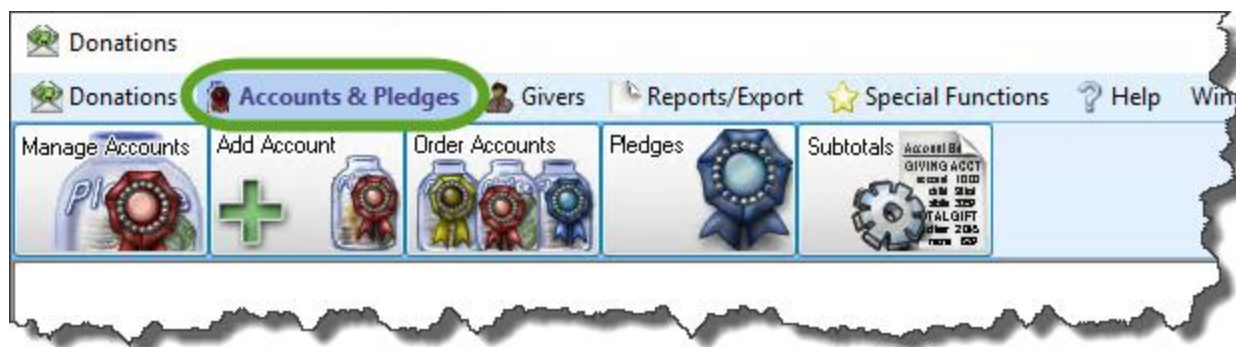 Donations
Donations Accounts & Pledges Givers Reports/Export Special Functions ? Help
Manage Accounts Add Account Order Accounts Pledges Subtotals
GIVING ACCT